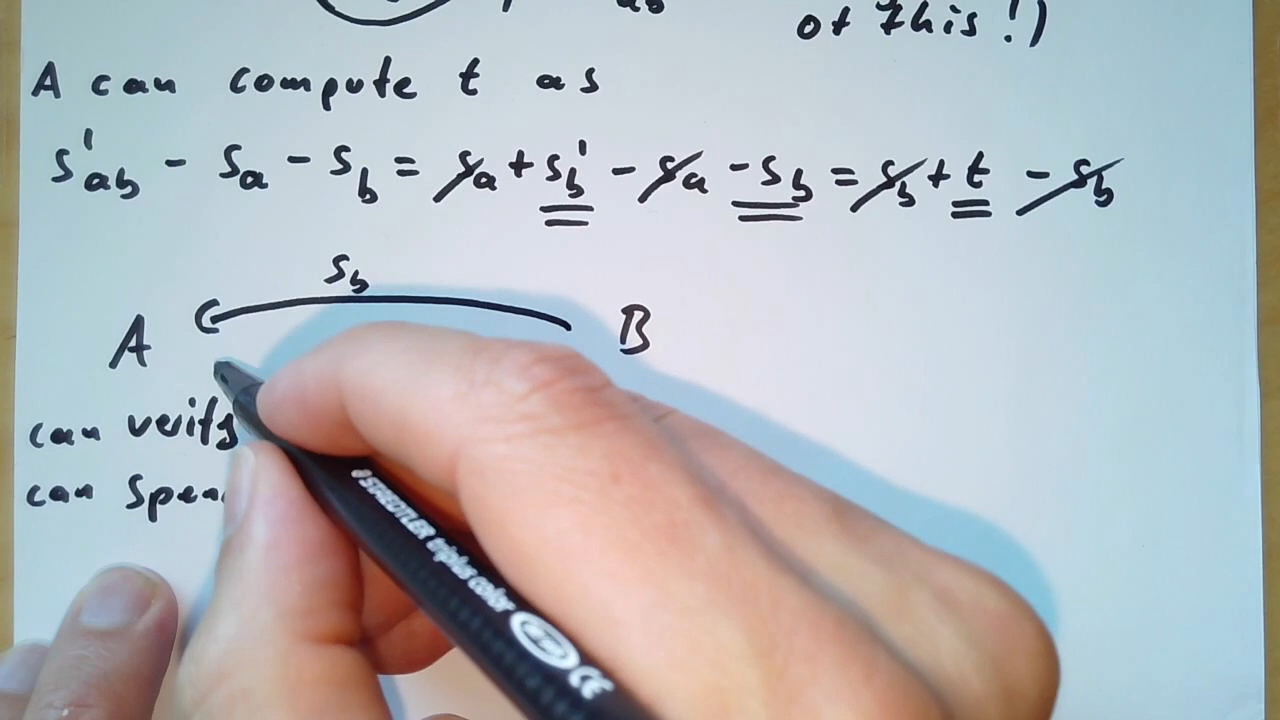 of this!)
A can compute t as
s'ab - sa - sb = sa + s'b - sa - sb = sb + t - sb
sb
A B
can verify
can
STAEDTLER triplus color
CE